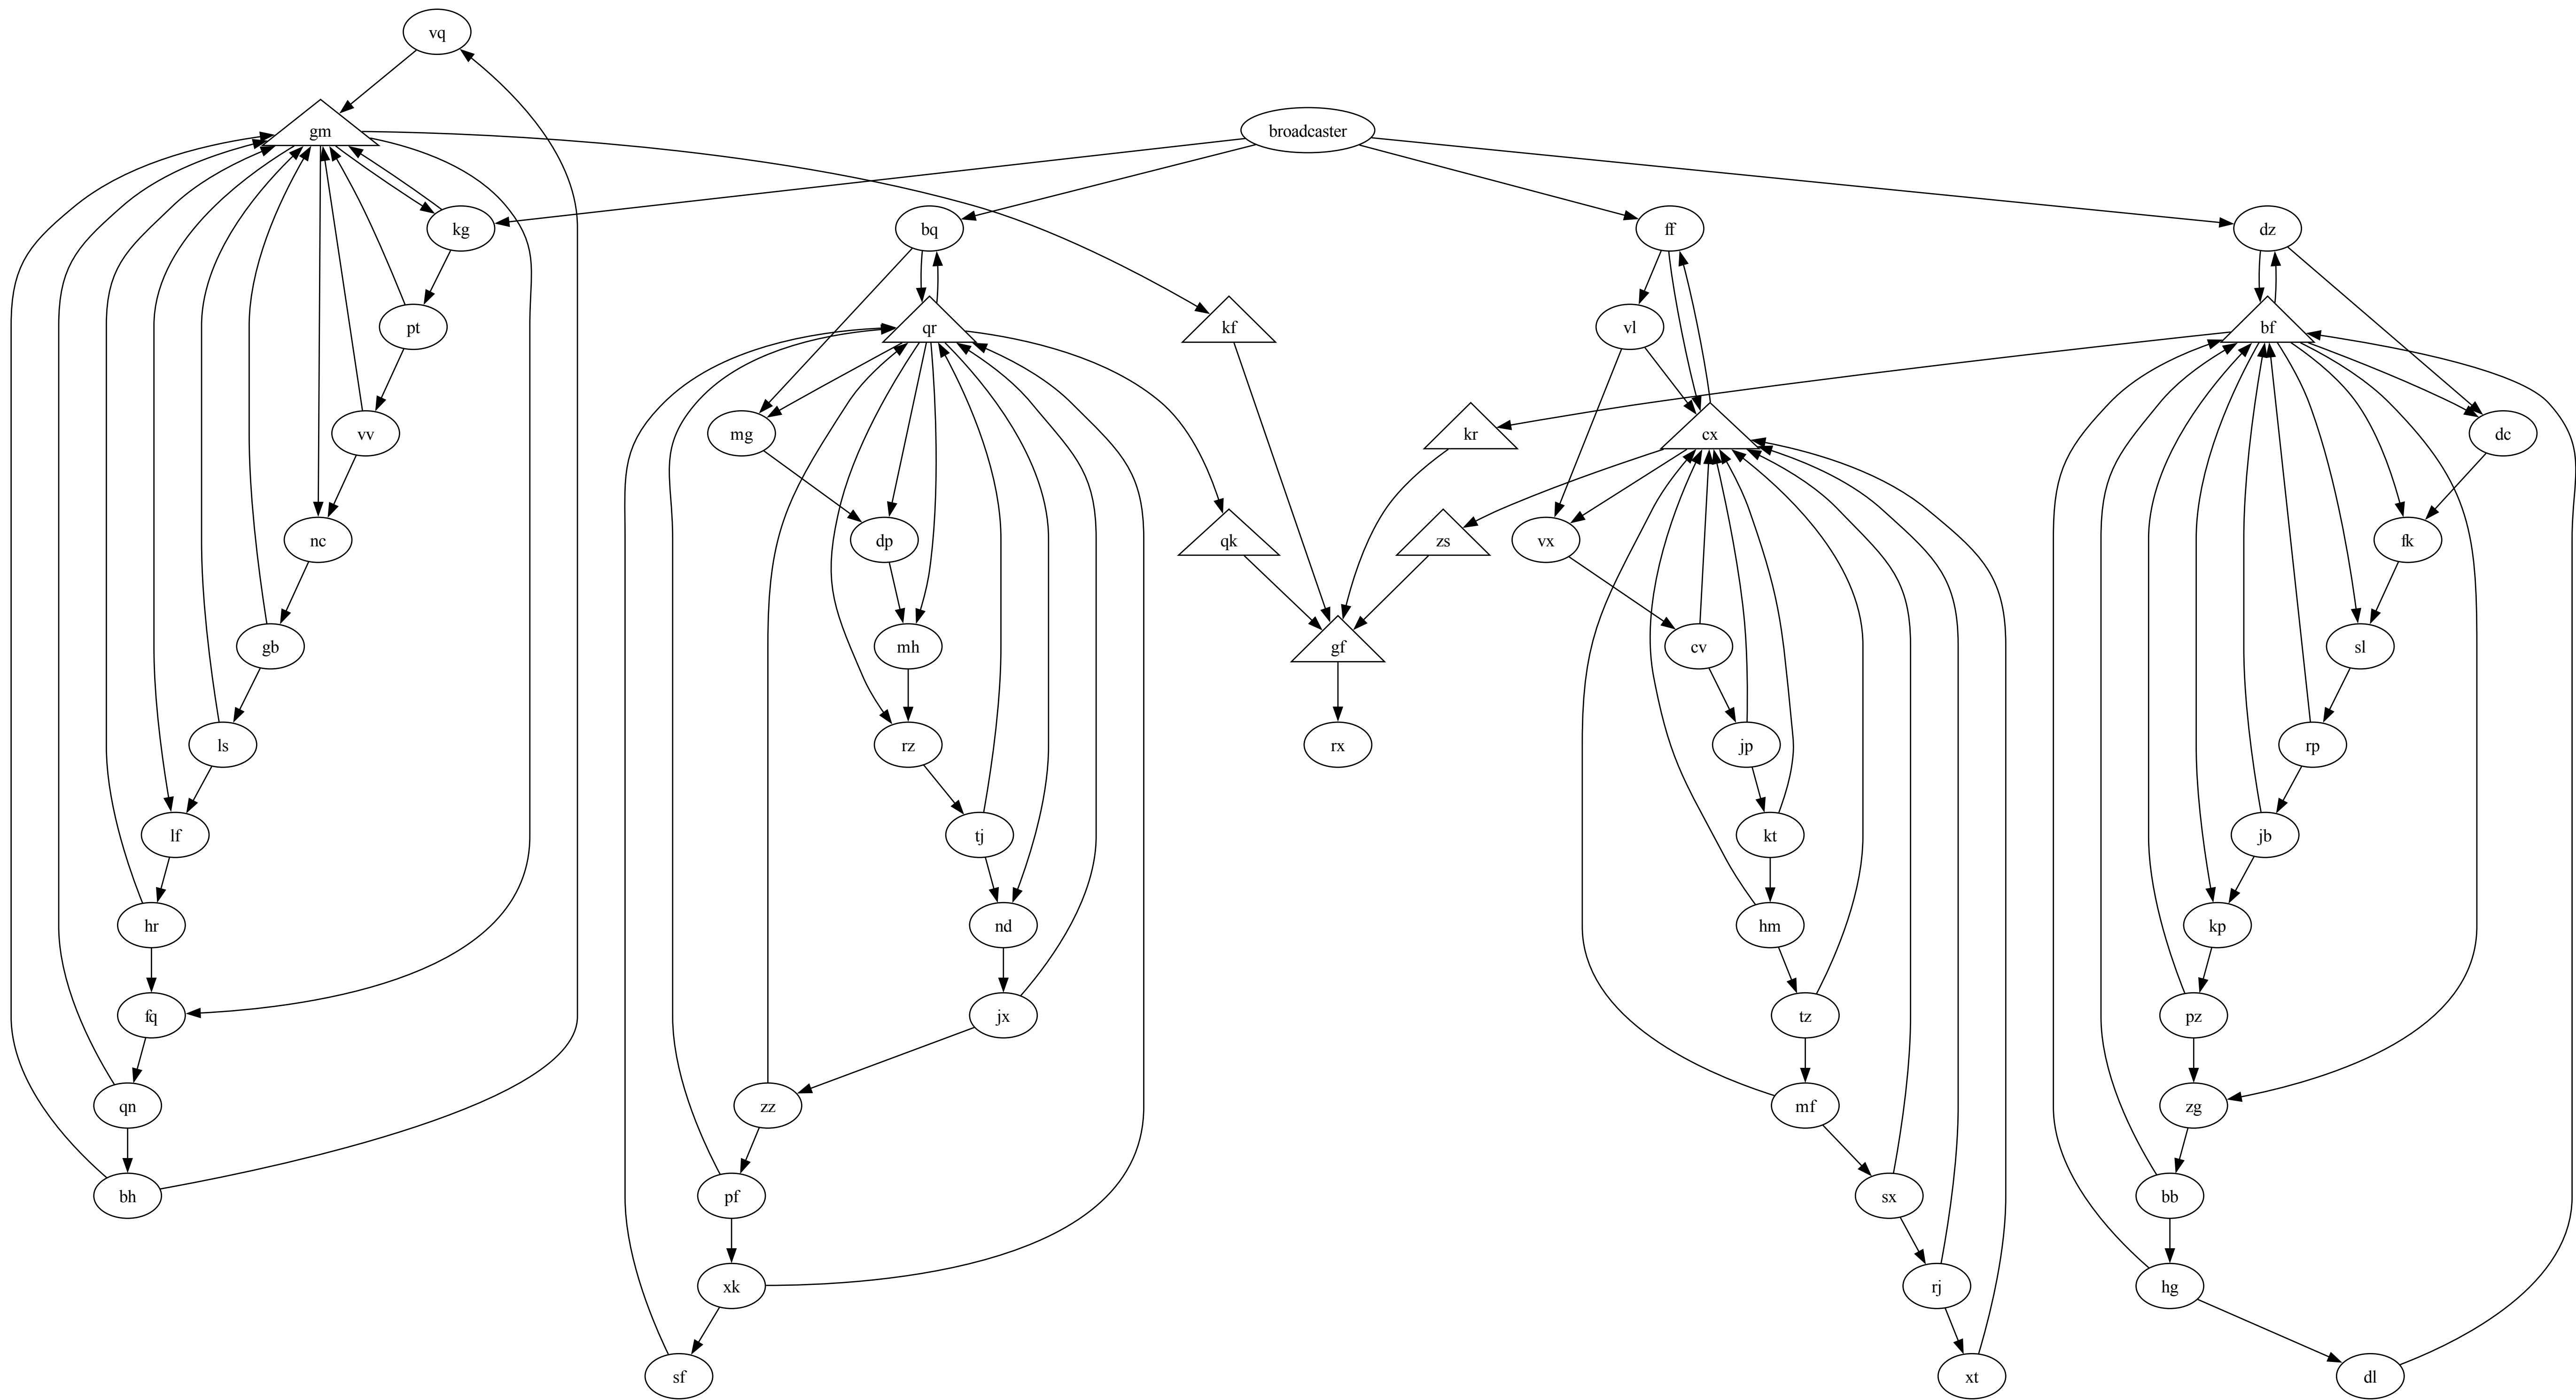 vq
gm
broadcaster
kg
bq
ff
dz
pt
qr
kf
vl
bf
vv
mg
kr
cx
dc
nc
dp
qk
zs
vx
fk
gb
mh
gf
cv
sl
ls
rz
rx
jp
rp
lf
tj
kt
jb
hr
nd
hm
kp
fq
jx
tz
pz
qn
zz
mf
zg
bh
pf
sx
bb
xk
rj
hg
sf
xt
dl